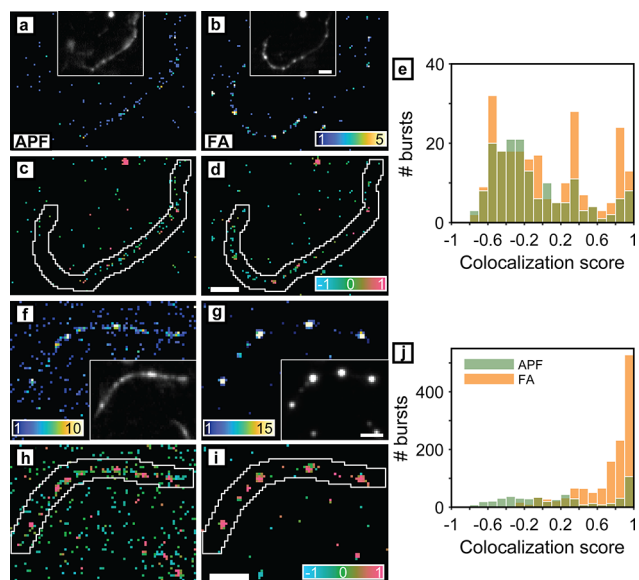 a
b
APF
FA
1 5
c
d
-1 0 1
e
40
20
0
# bursts
-1 -0.6 -0.2 0.2 0.6 1
Colocalization score
f
g
1 10
1 15
h
i
-1 0 1
j
APF
FA
400
200
0
# bursts
-1 -0.6 -0.2 0.2 0.6 1
Colocalization score